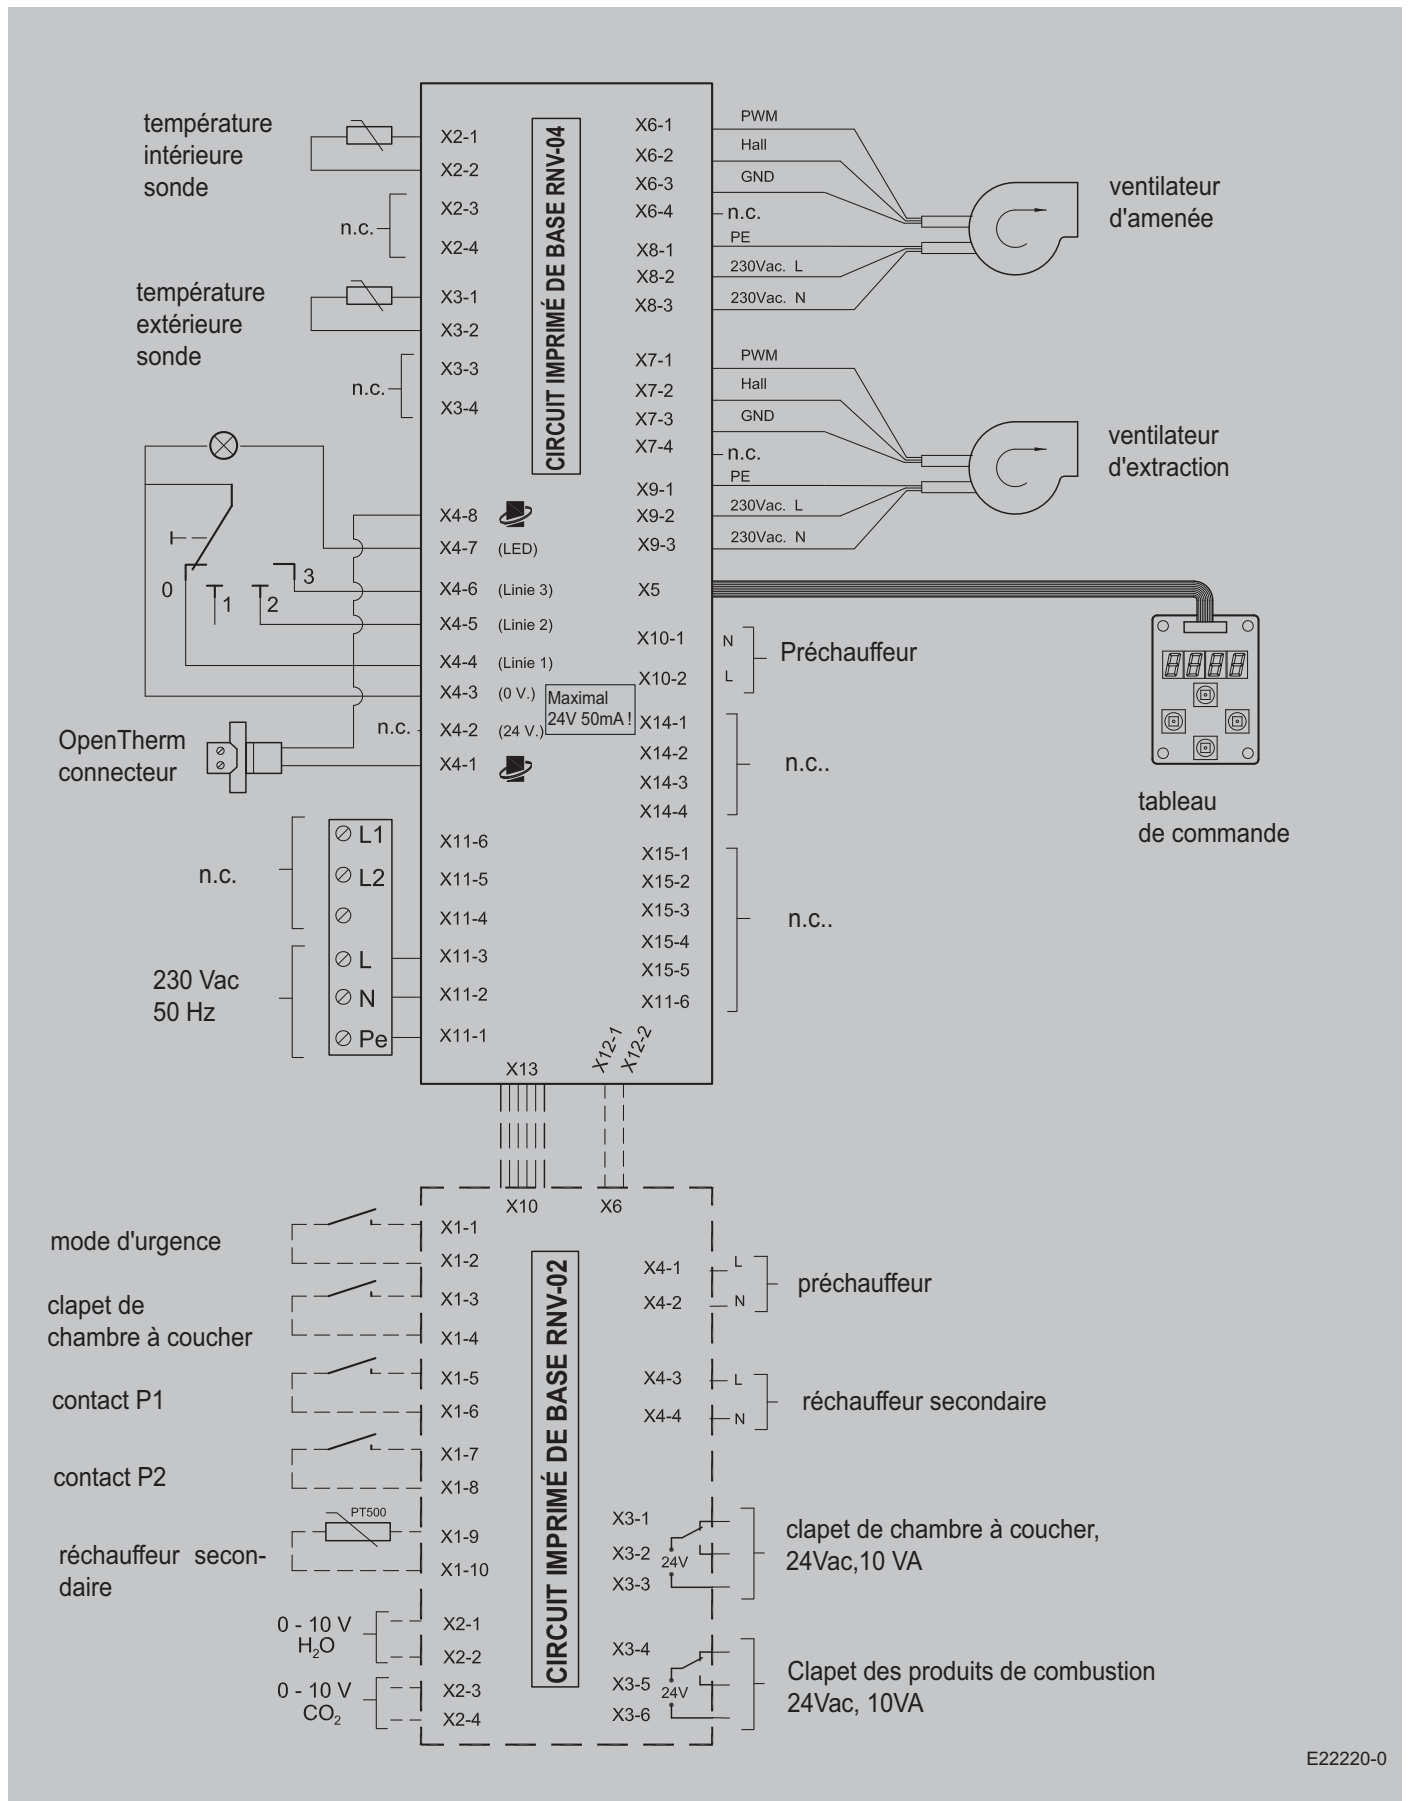 température
intérieure
sonde
X2-1
X2-2
n.c.
X2-3
X2-4
température
extérieure
sonde
X3-1
X3-2
n.c.
X3-3
X3-4
CIRCUIT IMPRIMÉ DE BASE RNV-04
X6-1 PWM
X6-2 Hall
X6-3 GND
X6-4 n.c.
X8-1 PE
X8-2 230Vac. L
X8-3 230Vac. N
ventilateur
d'amenée
X7-1 PWM
X7-2 Hall
X7-3 GND
X7-4 n.c.
X9-1 PE
X9-2 230Vac. L
X9-3 230Vac. N
ventilateur
d'extraction
0
1
2
3
X4-8
X4-7 (LED)
X4-6 (Linie 3)
X4-5 (Linie 2)
X4-4 (Linie 1)
X4-3 (0 V.)
n.c. X4-2 (24 V.)
X4-1
Maximal
24V 50mA !
OpenTherm
connecteur
X5
8888
tableau
de commande
X10-1 N
X10-2 L
Préchauffeur
X14-1
X14-2
X14-3
X14-4
n.c..
X15-1
X15-2
X15-3
X15-4
X15-5
X11-6
n.c..
n.c.
L1 X11-6
L2 X11-5
X11-4
230 Vac
50 Hz
L X11-3
N X11-2
Pe X11-1
X13
X12-1
X12-2
X10
X6
CIRCUIT IMPRIMÉ DE BASE RNV-02
mode d'urgence
X1-1
X1-2
clapet de
chambre à coucher
X1-3
X1-4
contact P1
X1-5
X1-6
contact P2
X1-7
X1-8
réchauffeur secon-
daire
PT500
X1-9
X1-10
0 - 10 V
H₂O
X2-1
X2-2
0 - 10 V
CO₂
X2-3
X2-4
X4-1 L
X4-2 N
préchauffeur
X4-3 L
X4-4 N
réchauffeur secondaire
X3-1
X3-2
X3-3
24V
clapet de chambre à coucher,
24Vac,10 VA
X3-4
X3-5
X3-6
24V
Clapet des produits de combustion
24Vac, 10VA
E22220-0